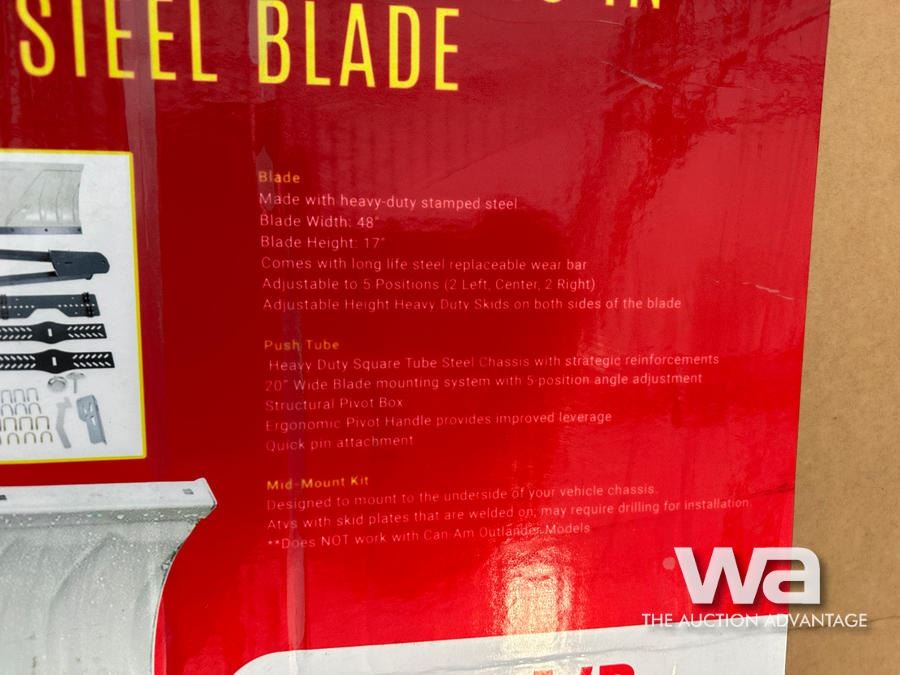 STEEL BLADE
Blade
Made with heavy-duty stamped steel
Blade Width: 48"
Blade Height: 17"
Comes with long life steel replaceable wear bar
Adjustable to 5 Positions (2 Left, Center, 2 Right)
Adjustable Height Heavy Duty Skids on both sides of the blade
Push Tube
Heavy Duty Square Tube Steel Chassis with strategic reinforcements
20" Wide Blade mounting system with 5-position angle adjustment
Structural Pivot Box
Ergonomic Pivot Handle provides improved leverage
Quick pin attachment
Mid-Mount Kit
Designed to mount to the underside of your vehicle chassis.
Atvs with skid plates that are welded on, may require drilling for installation.
**Does NOT work with Can-Am Outlander Models
wa
THE AUCTION ADVANTAGE